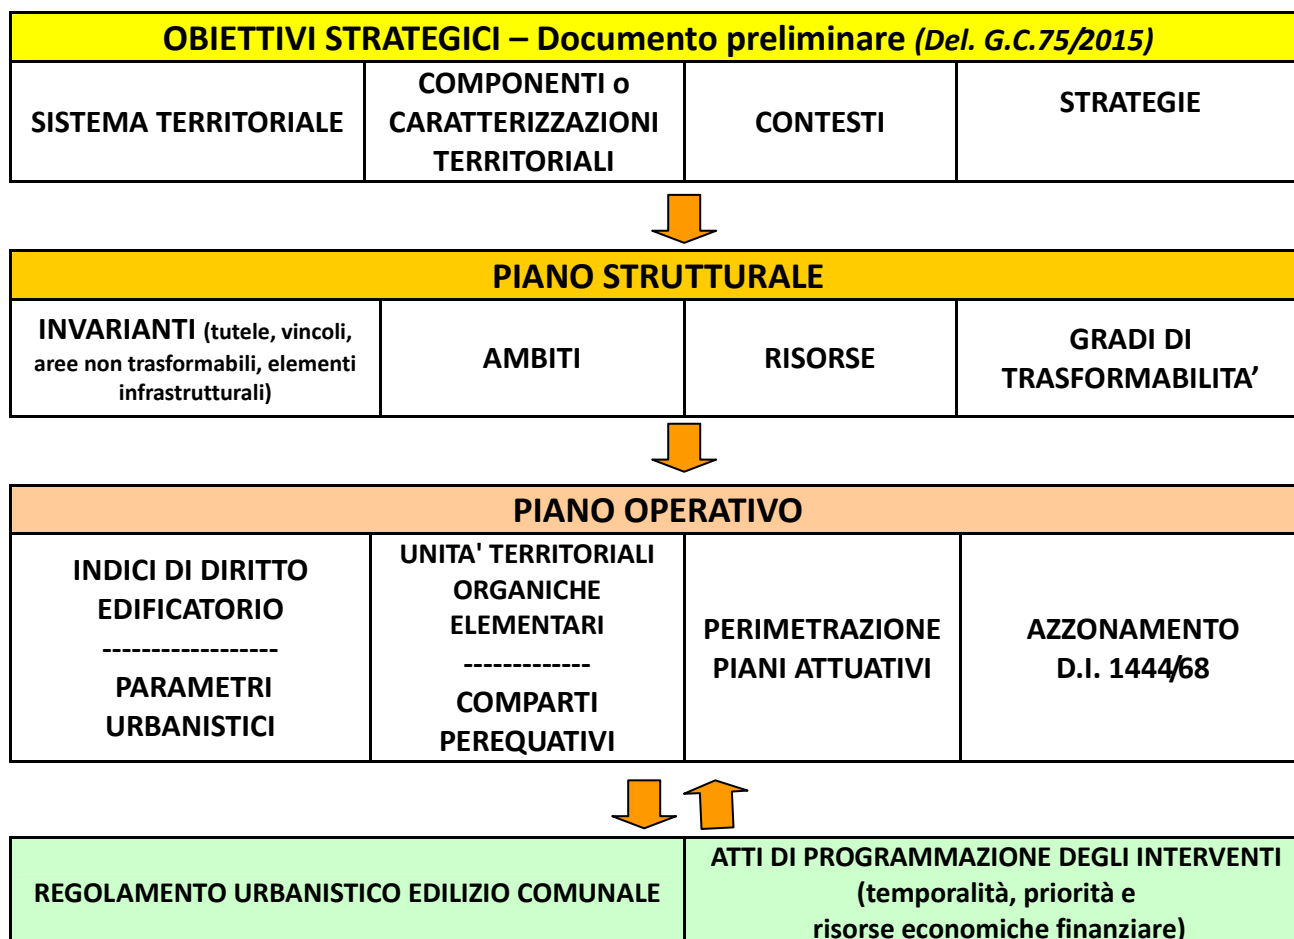 OBIETTIVI STRATEGICI – Documento preliminare (Del. G.C.75/2015)
SISTEMA TERRITORIALE
COMPONENTI o
CARATTERIZZAZIONI
TERRITORIALI
CONTESTI
STRATEGIE
PIANO STRUTTURALE
INVARIANTI (tutele, vincoli,
aree non trasformabili, elementi
infrastrutturali)
AMBITI
RISORSE
GRADI DI
TRASFORMABILITA’
PIANO OPERATIVO
INDICI DI DIRITTO
EDIFICATORIO
------------------
PARAMETRI
URBANISTICI
UNITA' TERRITORIALI
ORGANICHE
ELEMENTARI
-------------
COMPARTI
PEREQUATIVI
PERIMETRAZIONE
PIANI ATTUATIVI
AZZONAMENTO
D.I. 1444/68
REGOLAMENTO URBANISTICO EDILIZIO COMUNALE
ATTI DI PROGRAMMAZIONE DEGLI INTERVENTI
(temporalità, priorità e
risorse economiche finanziare)